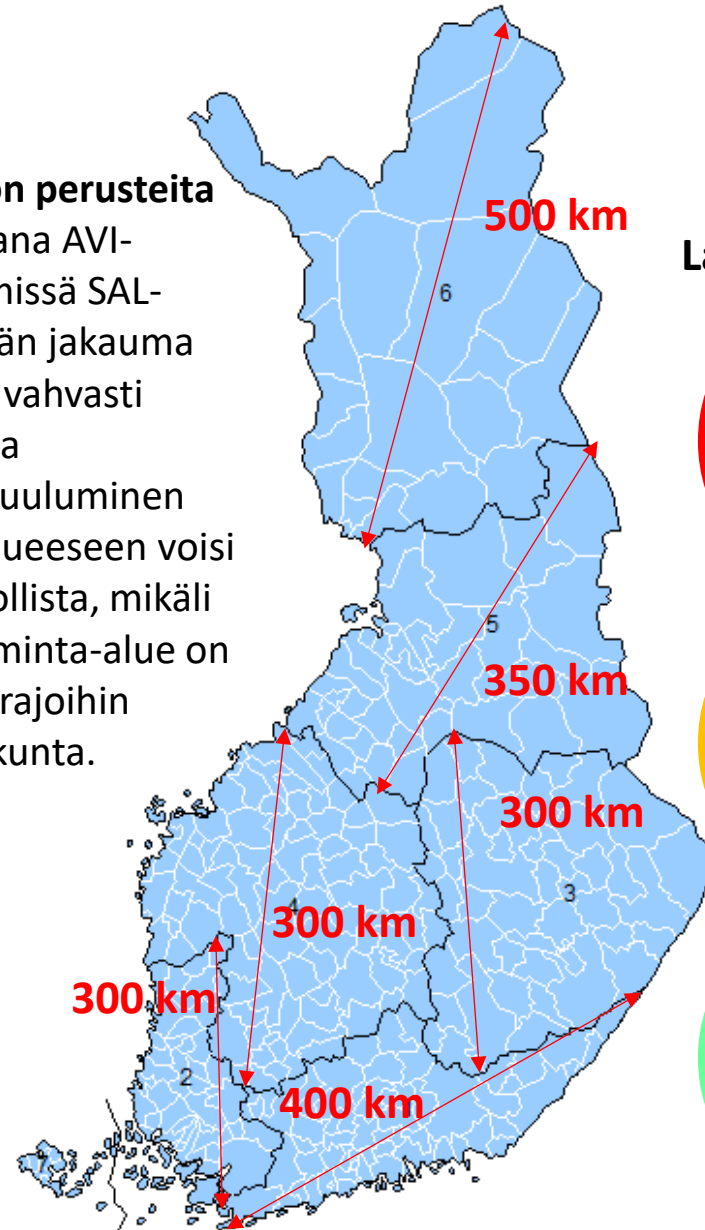 on perusteita
ana AVI-
nissä SAL-
än jakauma
vahvasti
a
uuluminen
ueeseen voisi
ollista, mikäli
minta-alue on
rajoihin
kunta.
500 km
La
6
5
350 km
300 km
3
4
300 km
300 km
2
400 km
7